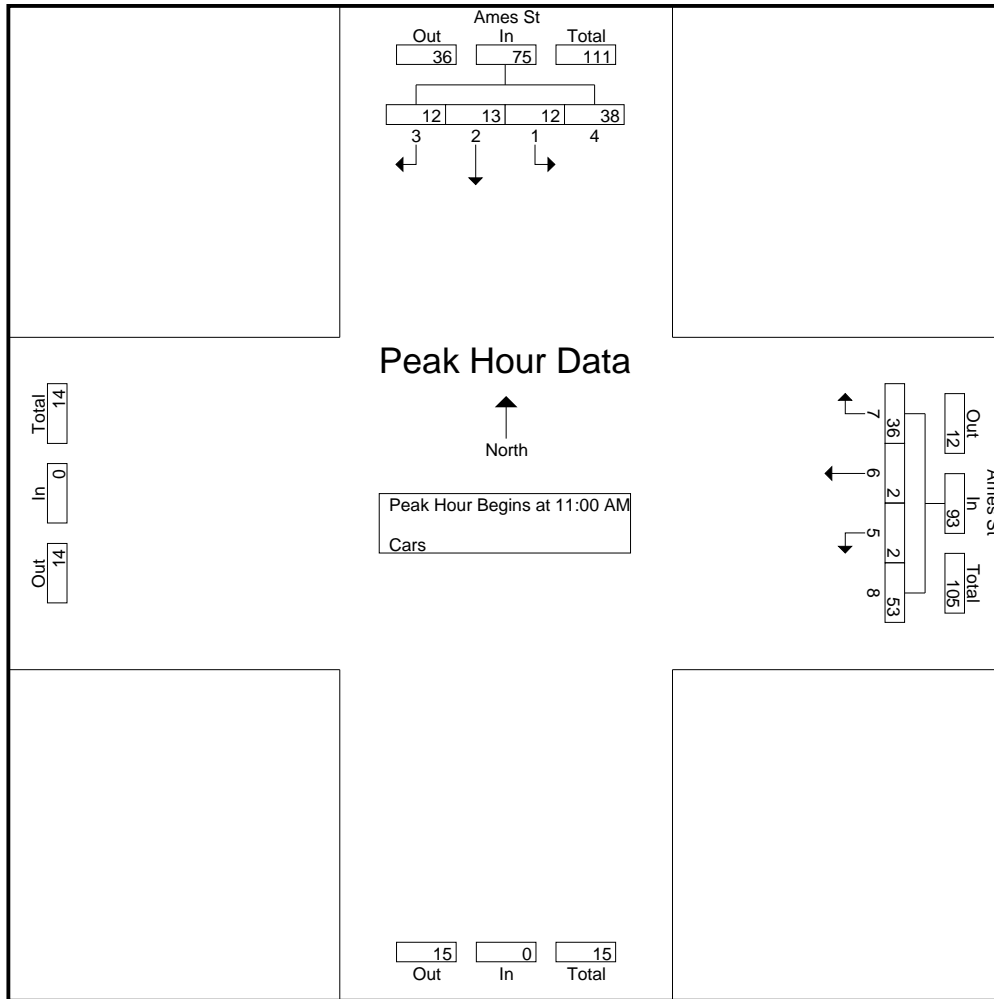 Ames St
Out In Total
36 75 111
12 13 12 38
3 2 1 4
Peak Hour Data
North
Peak Hour Begins at 11:00 AM
Cars
Total In Out
14 0 14
Ames St
Out In Total
12 93 105
36 2 2 53
7 6 5 8
15 0 15
Out In Total